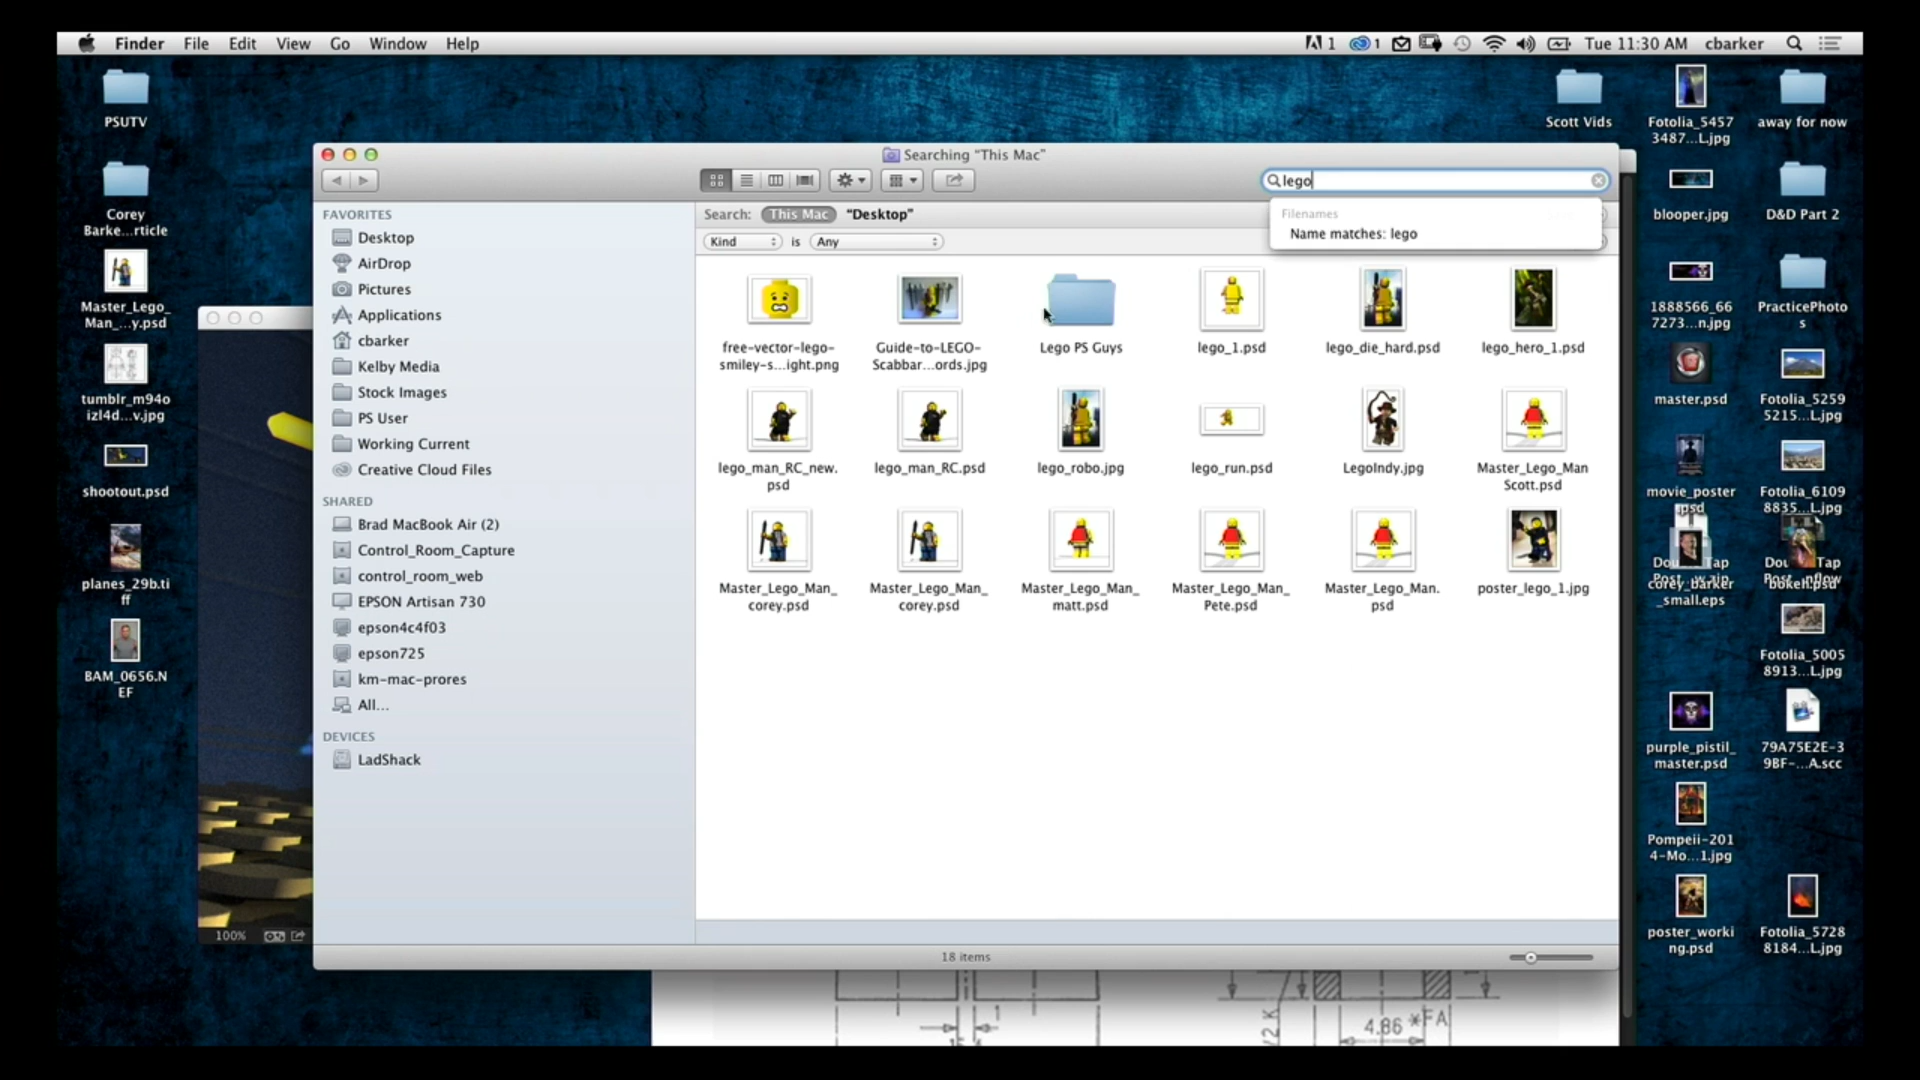 Finder File Edit View Go Window Help
1 1 Tue 11:30 AM cbarker
PSUTV
Corey
Barke...rticle
Master_Lego_
Man_...y.psd
tumblr_m94o
izl4d...v.jpg
shootout.psd
planes_29b.ti
ff
BAM_0656.N
EF
Searching "This Mac"
lego
Filenames
Name matches: lego
Search: This Mac "Desktop"
Kind is Any
FAVORITES
Desktop
AirDrop
Pictures
Applications
cbarker
Kelby Media
Stock Images
PS User
Working Current
Creative Cloud Files
SHARED
Brad MacBook Air (2)
Control_Room_Capture
control_room_web
EPSON Artisan 730
epson4c4f03
epson725
km-mac-prores
All...
DEVICES
LadShack
free-vector-lego-
smiley-s...ight.png
Guide-to-LEGO-
Scabbar...ords.jpg
Lego PS Guys
lego_1.psd
lego_die_hard.psd
lego_hero_1.psd
lego_man_RC_new.
psd
lego_man_RC.psd
lego_robo.jpg
lego_run.psd
LegoIndy.jpg
Master_Lego_Man
Scott.psd
Master_Lego_Man_
corey.psd
Master_Lego_Man_
corey.psd
Master_Lego_Man_
matt.psd
Master_Lego_Man_
Pete.psd
Master_Lego_Man.
psd
poster_lego_1.jpg
18 items
100%
4.86 *FA
Scott Vids
Fotolia_5457
3487...L.jpg
away for now
blooper.jpg
D&D Part 2
1888566_66
7273...n.jpg
PracticePhoto
s
master.psd
Fotolia_5259
5215...L.jpg
movie_poster
.psd
Fotolia_6109
8835...L.jpg
corey_barker
_small.eps
bokeh.psd
Fotolia_5005
8913...L.jpg
purple_pistil_
master.psd
79A75E2E-3
9BF-...A.scc
Pompeii-201
4-Mo...1.jpg
poster_worki
ng.psd
Fotolia_5728
8184...L.jpg